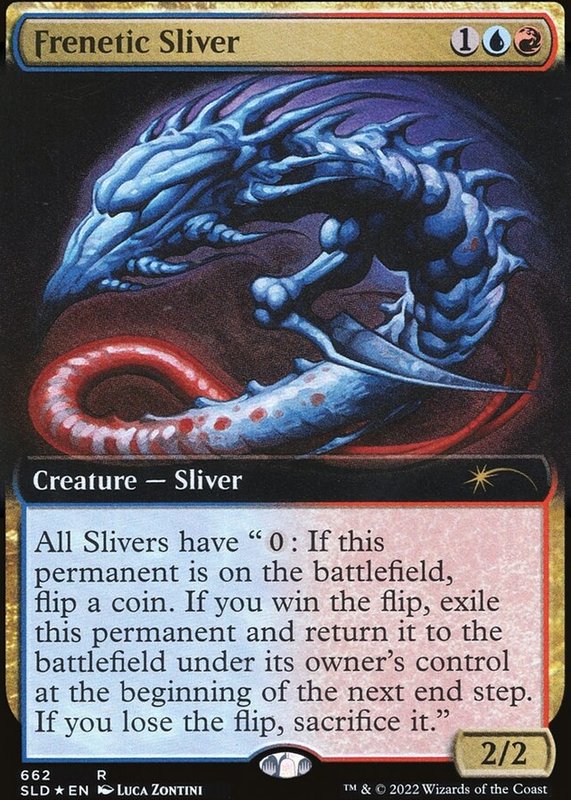 Frenetic Sliver 1
Creature — Sliver
All Slivers have “ 0 : If this
permanent is on the battlefield,
flip a coin. If you win the flip, exile
this permanent and return it to the
battlefield under its owner’s control
at the beginning of the next end step.
If you lose the flip, sacrifice it.”
2/2
662 R
SLD ★ EN Luca Zontini
™ & © 2022 Wizards of the Coast